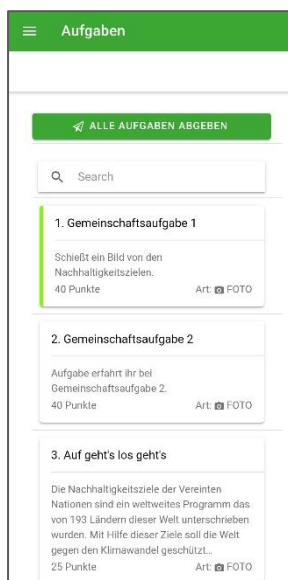 Aufgaben
ALLE AUFGABEN ABGEBEN
Search
1. Gemeinschaftsaufgabe 1
Schießt ein Bild von den
Nachhaltigkeitszielen.
40 Punkte Art: FOTO
2. Gemeinschaftsaufgabe 2
Aufgabe erfahrt ihr bei
Gemeinschaftsaufgabe 2.
40 Punkte Art: FOTO
3. Auf geht's los geht's
Die Nachhaltigkeitsziele der Vereinten
Nationen sind ein weltweites Programm das
von 193 Ländern dieser Welt unterschrieben
wurden. Mit Hilfe dieser Ziele soll die Welt
gegen den Klimawandel geschützt...
25 Punkte Art: FOTO